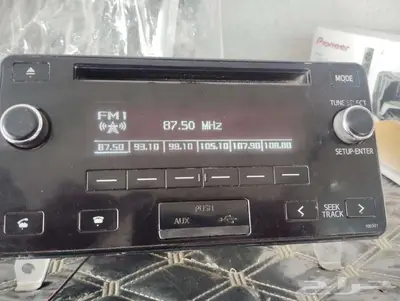 Pioneer
MODE
TUNE·SELECT
FM1
87.50 MHz
87.50 93.10 98.10 105.10 107.90 108.00
SETUP·ENTER
PUSH
AUX
SEEK
TRACK